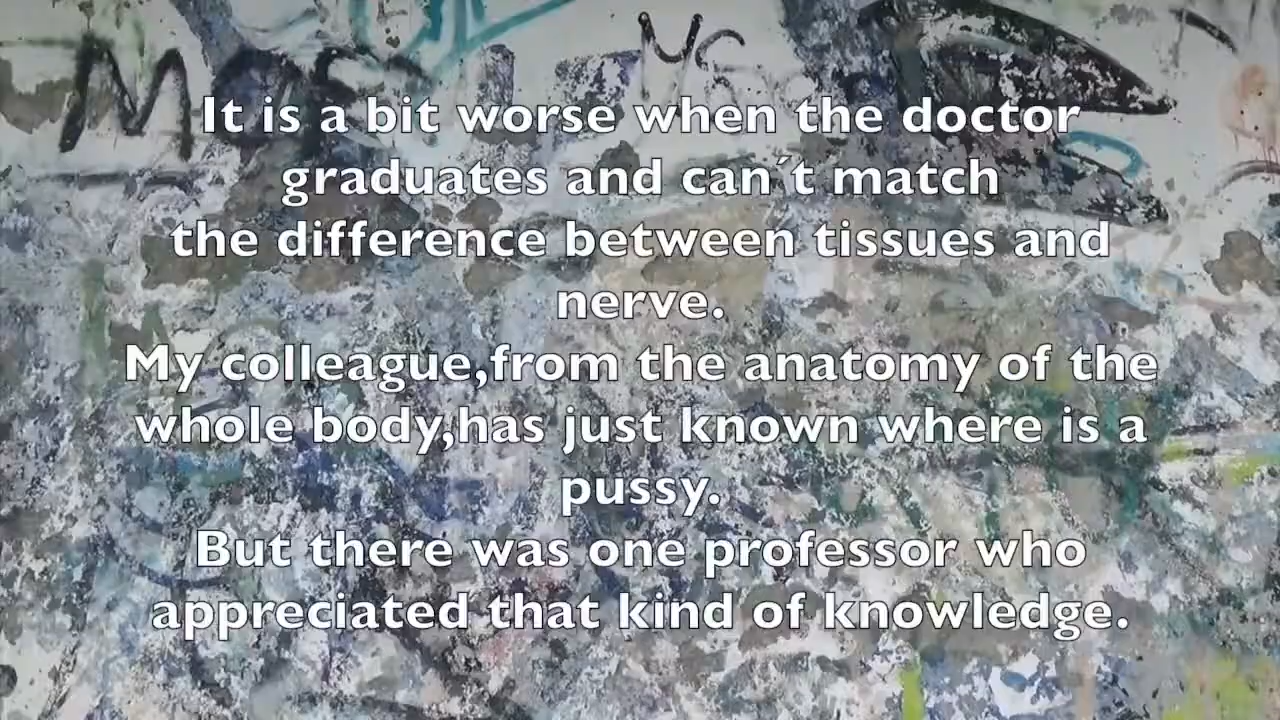 It is a bit worse when the doctor
graduates and can´t match
the difference between tissues and
nerve.
My colleague,from the anatomy of the
whole body,has just known where is a
pussy.
But there was one professor who
appreciated that kind of knowledge.